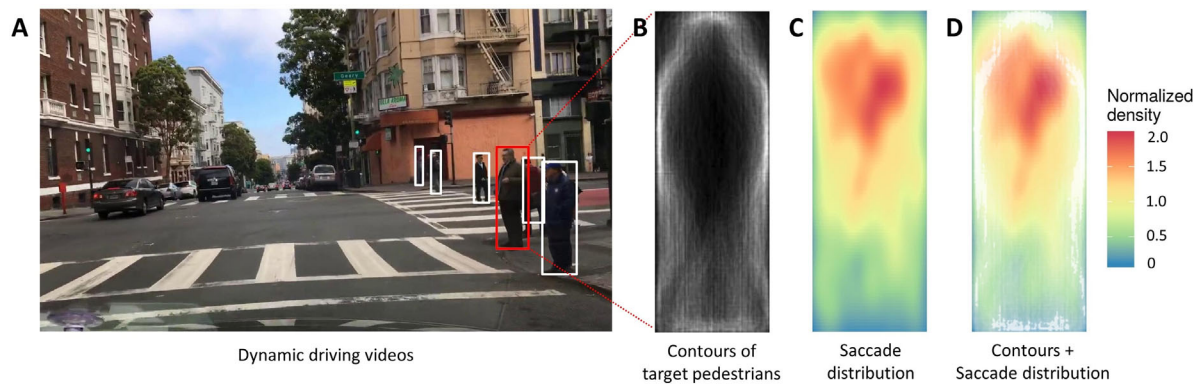 A
B
C
D
Geary
Normalized
density
2.0
1.5
1.0
0.5
0
Dynamic driving videos
Contours of
target pedestrians
Saccade
distribution
Contours +
Saccade distribution